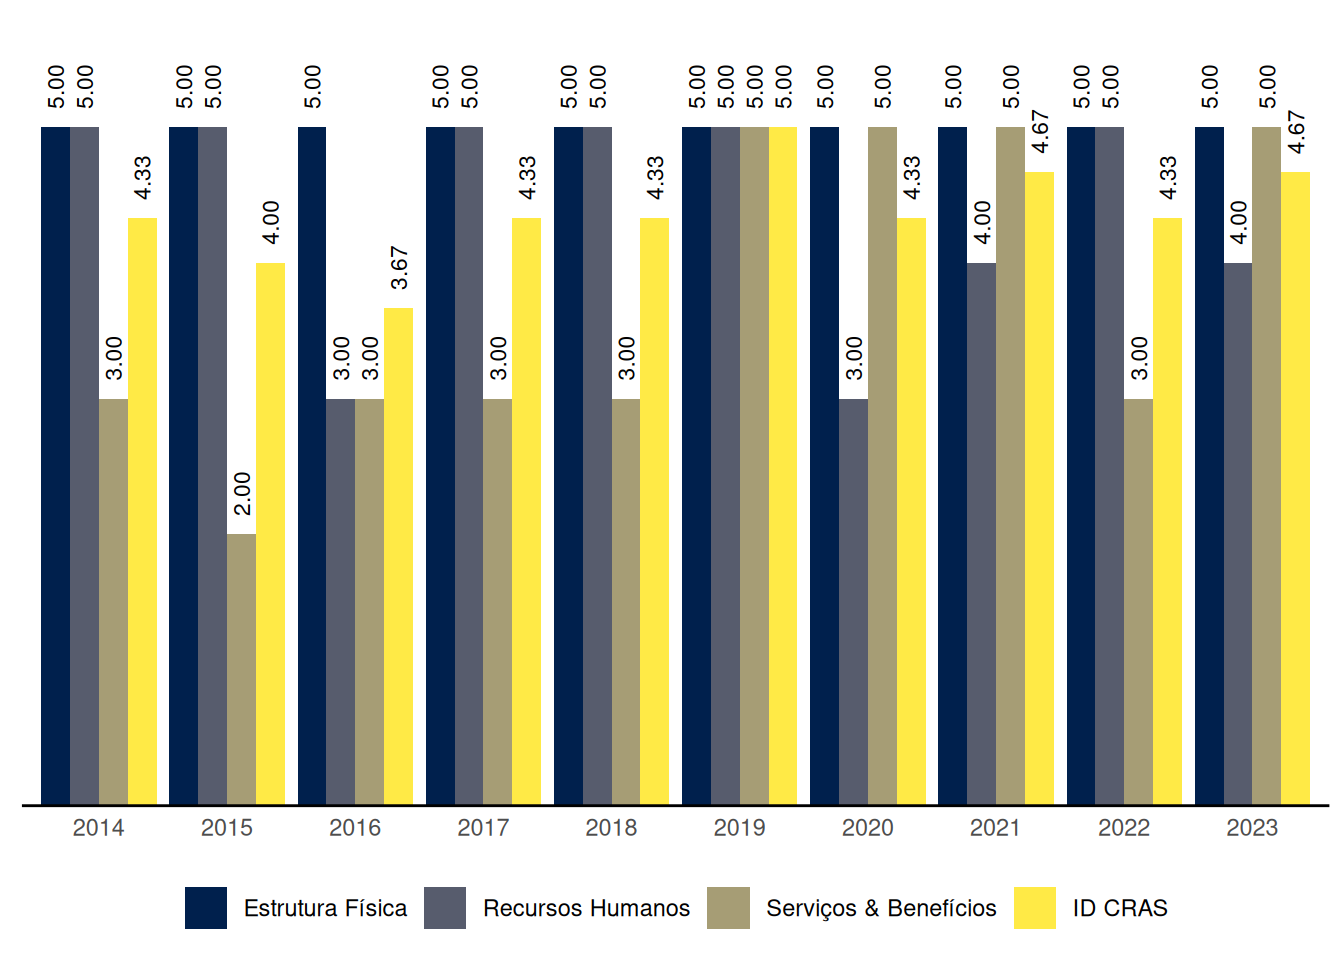 5.00 5.00 3.00 4.33 5.00 5.00 2.00 4.00 5.00 3.00 3.00 3.67 5.00 5.00 3.00 4.33 5.00 5.00 3.00 4.33 5.00 5.00 5.00 5.00 5.00 3.00 5.00 4.33 5.00 4.00 5.00 4.67 5.00 5.00 3.00 4.33 5.00 4.00 5.00 4.67
2014 2015 2016 2017 2018 2019 2020 2021 2022 2023
Estrutura Física Recursos Humanos Serviços & Benefícios ID CRAS